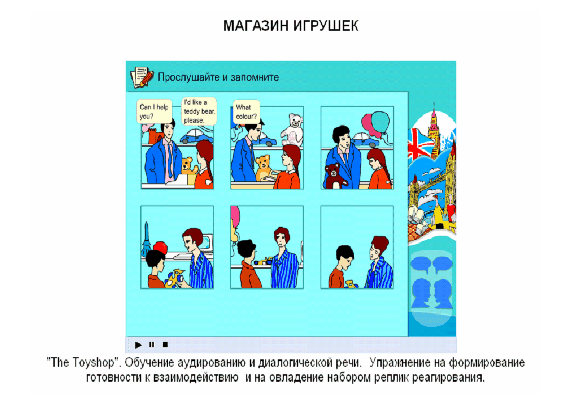 МАГАЗИН ИГРУШЕК
Прослушайте и запомните
Can I help
you?
I'd like a
teddy bear,
please.
What
colour?
"The Toyshop". Обучение аудированию и диалогической речи. Упражнение на формирование
готовности к взаимодействию и на овладение набором реплик реагирования.